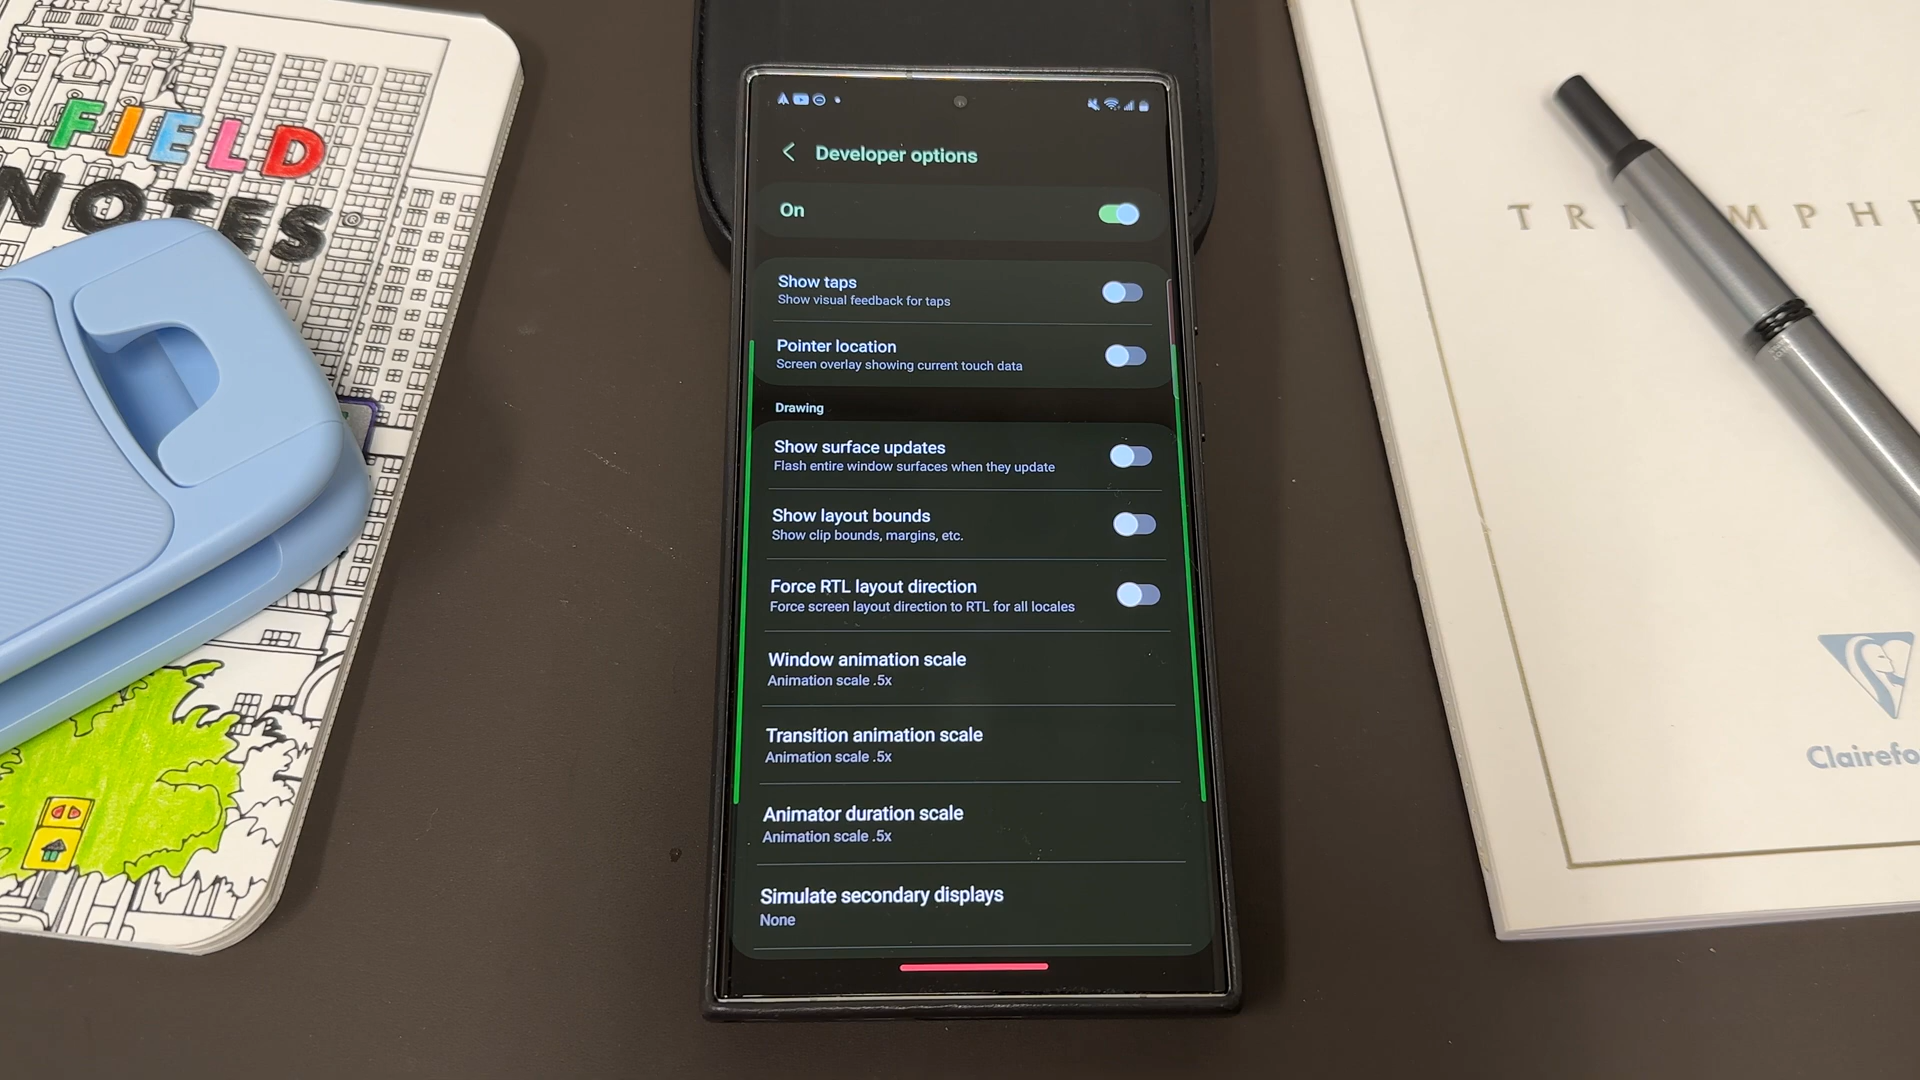 FIELD
NOTES®
Developer options
On
Show taps
Show visual feedback for taps
Pointer location
Screen overlay showing current touch data
Drawing
Show surface updates
Flash entire window surfaces when they update
Show layout bounds
Show clip bounds, margins, etc.
Force RTL layout direction
Force screen layout direction to RTL for all locales
Window animation scale
Animation scale .5x
Transition animation scale
Animation scale .5x
Animator duration scale
Animation scale .5x
Simulate secondary displays
None
TRI MPHE
Clairefo